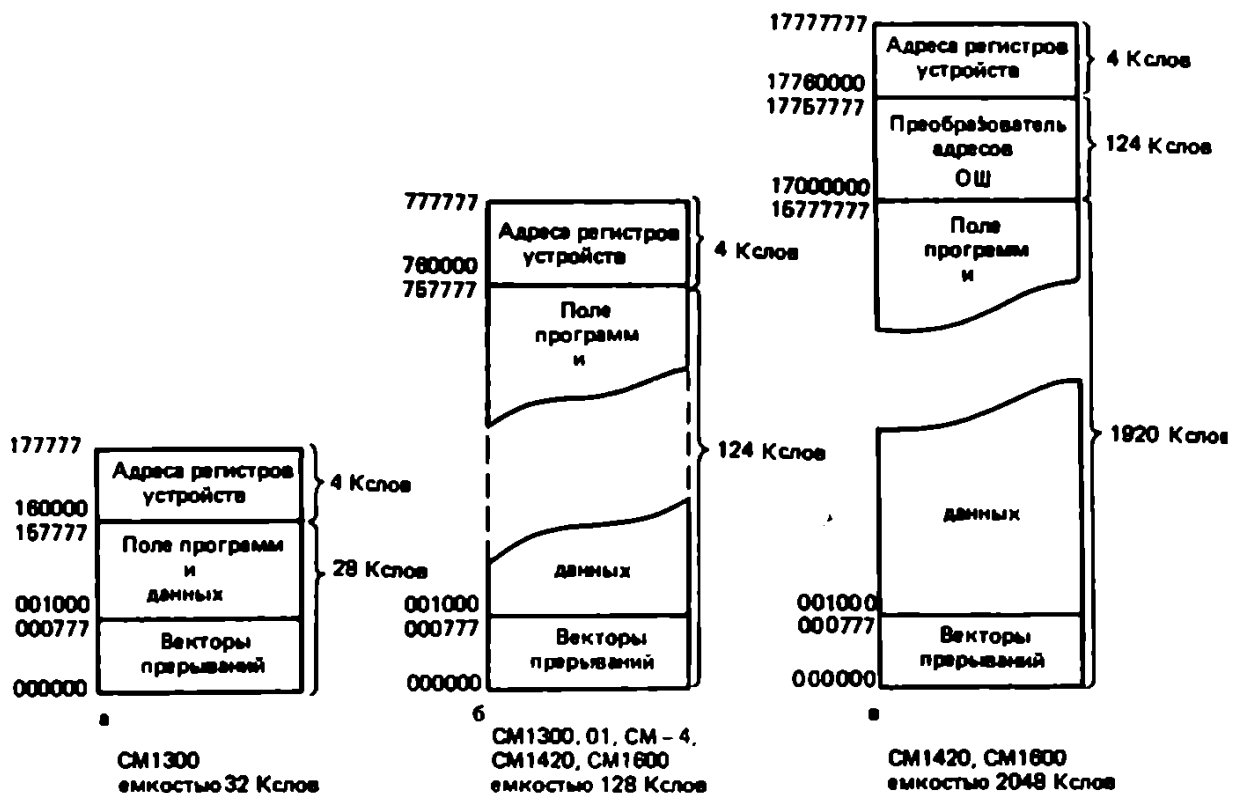 177777
Адреса регистров
устройств
4 Кслов
160000
157777
Поле программ
и
данных
28 Кслов
001000
000777
Векторы
прерываний
000000
а
СМ1300
емкостью 32 Кслов
777777
Адреса регистров
устройств
4 Кслов
760000
757777
Поле
программ
и
124 Кслов
данных
001000
000777
Векторы
прерываний
000000
б
СМ1300. 01, СМ – 4,
СМ1420, СМ1600
емкостью 128 Кслов
17777777
Адреса регистров
устройств
4 Кслов
17760000
17757777
Преобразователь
адресов
ОШ
124 Кслов
17000000
16777777
Поле
программ
и
1920 Кслов
данных
001000
000777
Векторы
прерываний
000000
в
СМ1420, СМ1600
емкостью 2048 Кслов